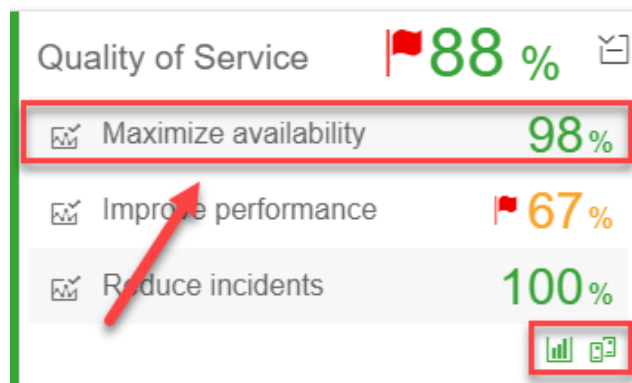 Quality of Service 88 %
Maximize availability 98 %
Improve performance 67 %
Reduce incidents 100 %